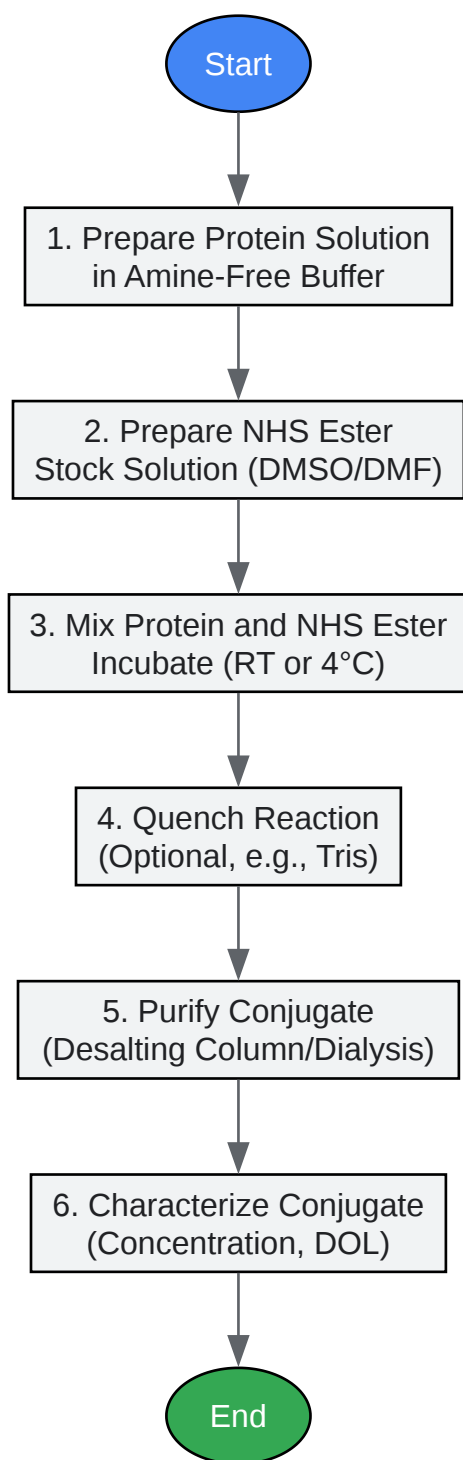 Start
1. Prepare Protein Solution
in Amine-Free Buffer
2. Prepare NHS Ester
Stock Solution (DMSO/DMF)
3. Mix Protein and NHS Ester
Incubate (RT or 4°C)
4. Quench Reaction
(Optional, e.g., Tris)
5. Purify Conjugate
(Desalting Column/Dialysis)
6. Characterize Conjugate
(Concentration, DOL)
End